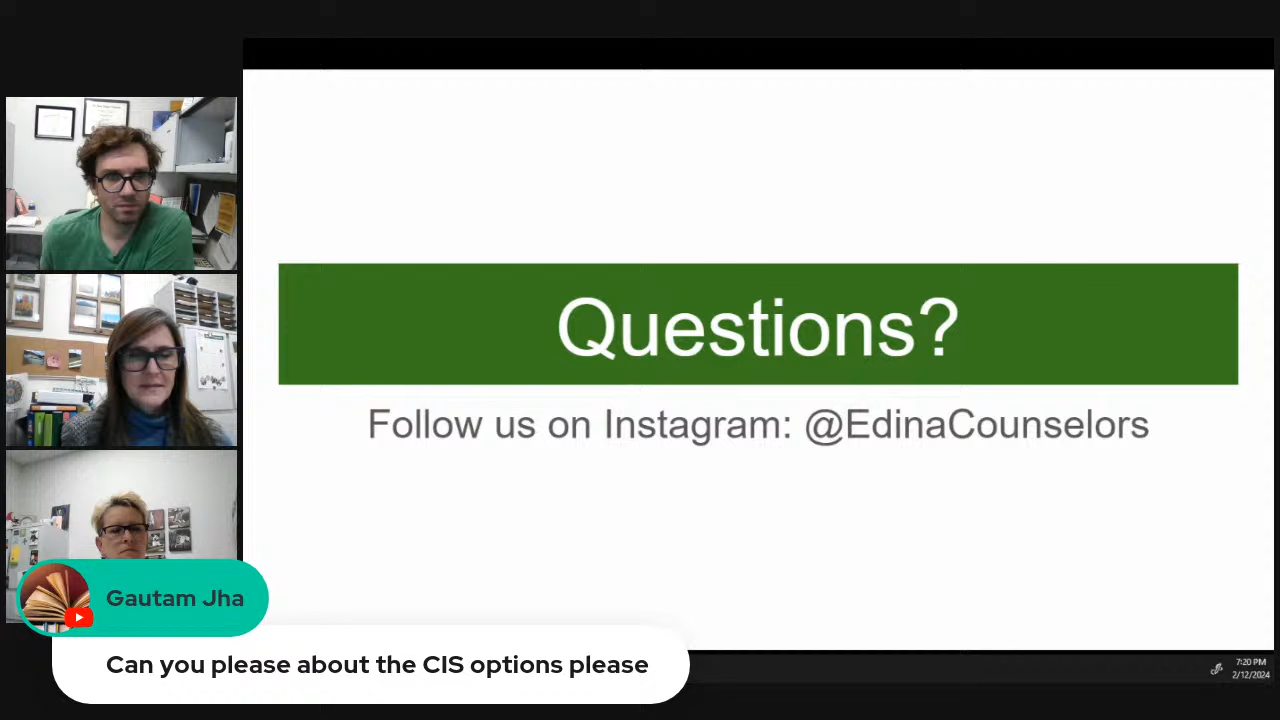 Questions?
Follow us on Instagram: @EdinaCounselors
Gautam Jha
Can you please about the CIS options please
7:20 PM
2/12/2024